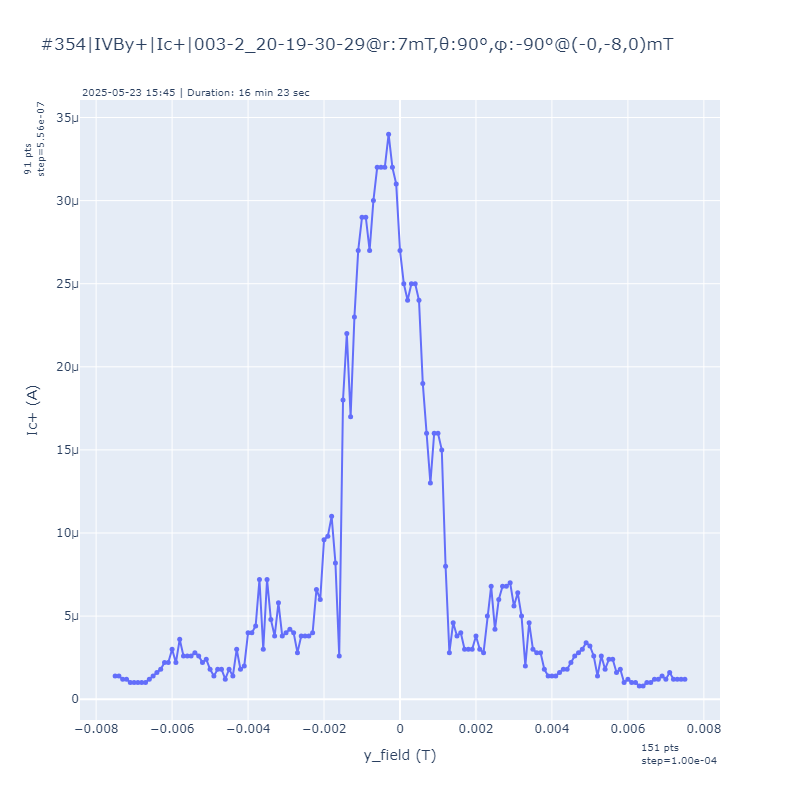 #354|IVBy+|Ic+|003-2_20-19-30-29@r:7mT,θ:90º,φ:-90º@(-0,-8,0)mT
2025-05-23 15:45 | Duration: 16 min 23 sec
91 pts
step=5.56e-07
35μ
30μ
25μ
20μ
15μ
10μ
5μ
0
Ic+ (A)
−0.008
−0.006
−0.004
−0.002
0
0.002
0.004
0.006
0.008
y_field (T)
151 pts
step=1.00e-04